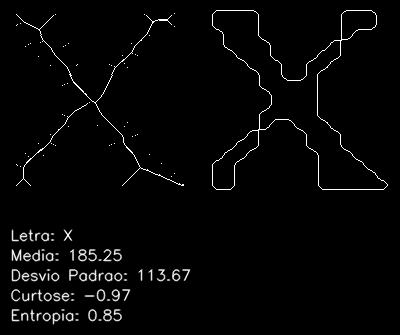 Letra: X
Media: 185.25
Desvio Padrao: 113.67
Curtose: -0.97
Entropia: 0.85